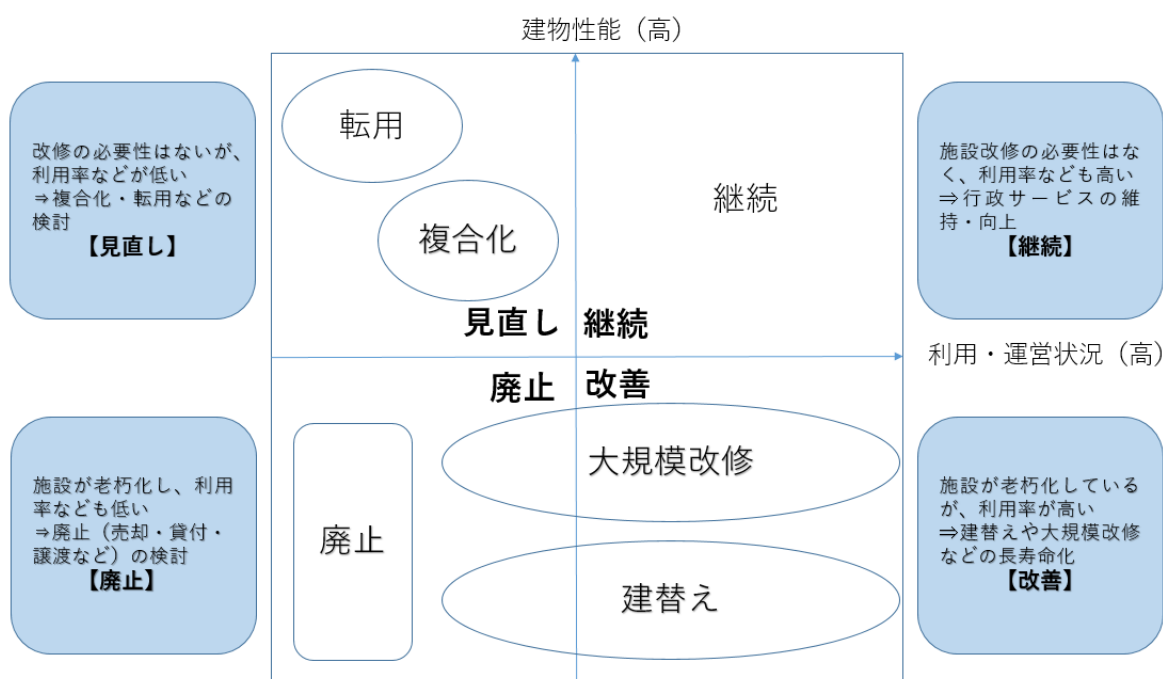 建物性能（高）
改修の必要性はないが、
利用率などが低い
⇒複合化・転用などの
検討
【見直し】
転用
複合化
継続
施設改修の必要性はな
く、利用率なども高い
⇒行政サービスの維
持・向上
【継続】
見直し
継続
利用・運営状況（高）
廃止
改善
施設が老朽化し、利用
率なども低い
⇒廃止（売却・貸付・
譲渡など）の検討
【廃止】
廃止
大規模改修
建替え
施設が老朽化している
が、利用率が高い
⇒建替えや大規模改修
などの長寿命化
【改善】